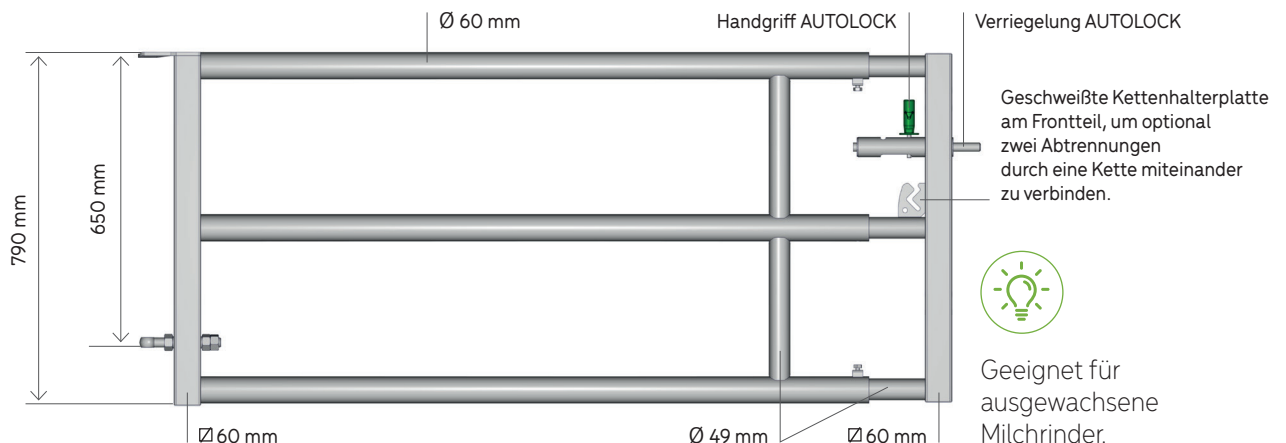 Ø 60 mm
Handgriff AUTOLOCK
Verriegelung AUTOLOCK
Geschweißte Kettenhalterplatte
am Frontteil, um optional
zwei Abtrennungen
durch eine Kette miteinander
zu verbinden.
790 mm
650 mm
Geeignet für
ausgewachsene
Milchrinder.
60 mm
Ø 49 mm
60 mm